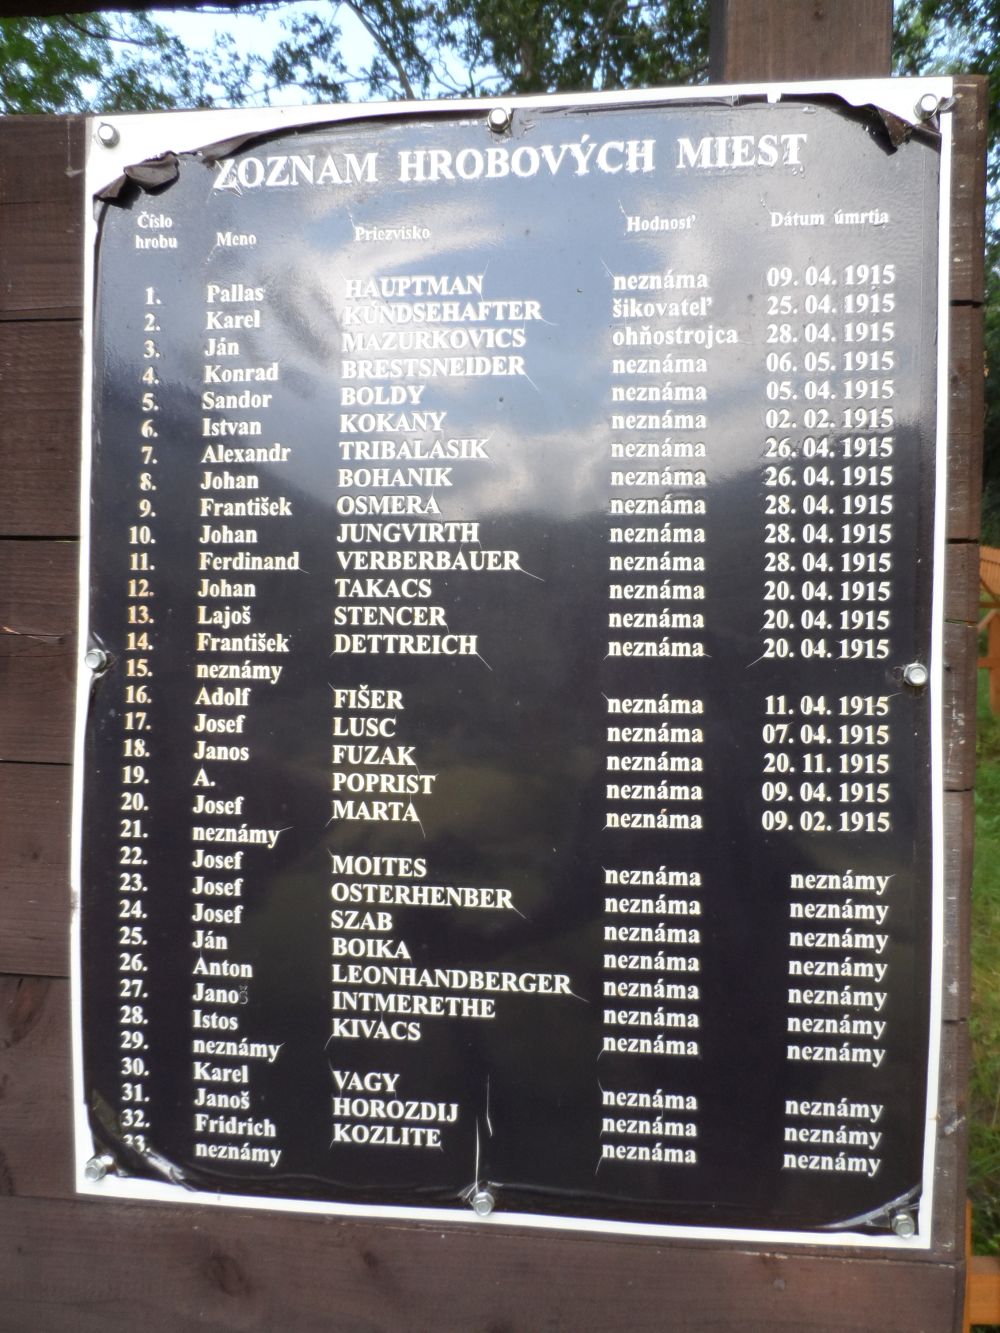 ZOZNAM HROBOVÝCH MIEST
Číslo hrobu Meno Priezvisko Hodnosť Dátum úmrtia
1. Pallas HAUPTMAN neznáma 09. 04. 1915
2. Karel KÜNDSEHAFTER šikovateľ 25. 04. 1915
3. Ján MAZURKOVICS ohňostrojca 28. 04. 1915
4. Konrad BRESTSNEIDER neznáma 06. 05. 1915
5. Sandor BOLDY neznáma 05. 04. 1915
6. Istvan KOKANY neznáma 02. 02. 1915
7. Alexandr TRIBALASIK neznáma 26. 04. 1915
8. Johan BOHANIK neznáma 26. 04. 1915
9. František OSMERA neznáma 28. 04. 1915
10. Johan JUNGVIRTH neznáma 28. 04. 1915
11. Ferdinand VERBERBAUER neznáma 28. 04. 1915
12. Johan TAKACS neznáma 20. 04. 1915
13. Lajoš STENCER neznáma 20. 04. 1915
14. František DETTREICH neznáma 20. 04. 1915
15. neznámy
16. Adolf FIŠER neznáma 11. 04. 1915
17. Josef LUSC neznáma 07. 04. 1915
18. Janos FUZAK neznáma 20. 11. 1915
19. A. POPRIST neznáma 09. 04. 1915
20. Josef MARTA neznáma 09. 02. 1915
21. neznámy
22. Josef MOITES neznáma neznámy
23. Josef OSTERHENBER neznáma neznámy
24. Josef SZAB neznáma neznámy
25. Ján BOIKA neznáma neznámy
26. Anton LEONHANDBERGER neznáma neznámy
27. Janoš INTMERETHE neznáma neznámy
28. Istos KIVACS neznáma neznámy
29. neznámy
30. Karel VAGY neznáma neznámy
31. Janoš HOROZDIJ neznáma neznámy
32. Fridrich KOZLITE neznáma neznámy
33. neznámy